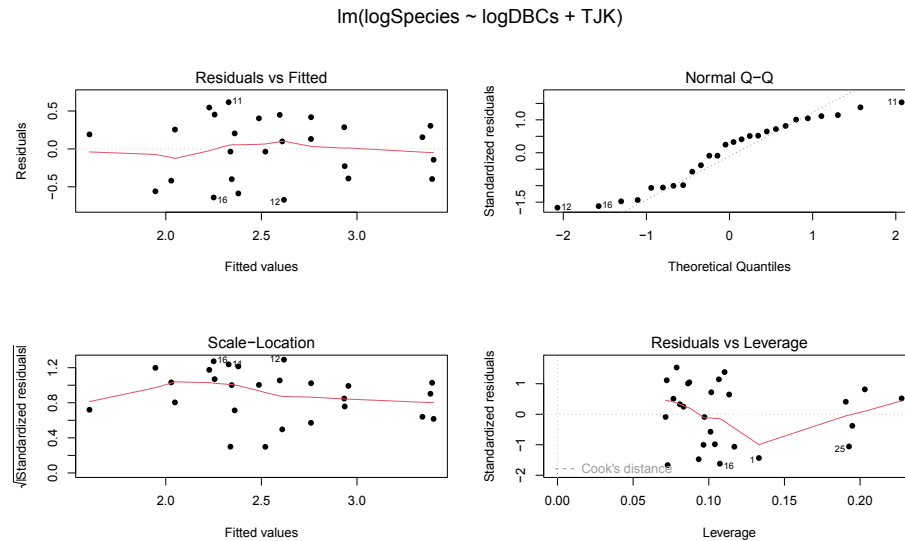 lm(logSpecies ~ logDBCs + TJK)
Residuals vs Fitted
Residuals
0.5
0.0
−0.5
11
16
12
2.0 2.5 3.0
Fitted values
Normal Q−Q
Standardized residuals
1.5
0.0
−1.5
11
16
12
−2 −1 0 1 2
Theoretical Quantiles
Scale−Location
√|Standardized residuals|
1.2
0.8
0.4
0.0
16
11
12
2.0 2.5 3.0
Fitted values
Residuals vs Leverage
Standardized residuals
1
0
−1
−2
1
16
25
Cook's distance
0.00 0.05 0.10 0.15 0.20
Leverage